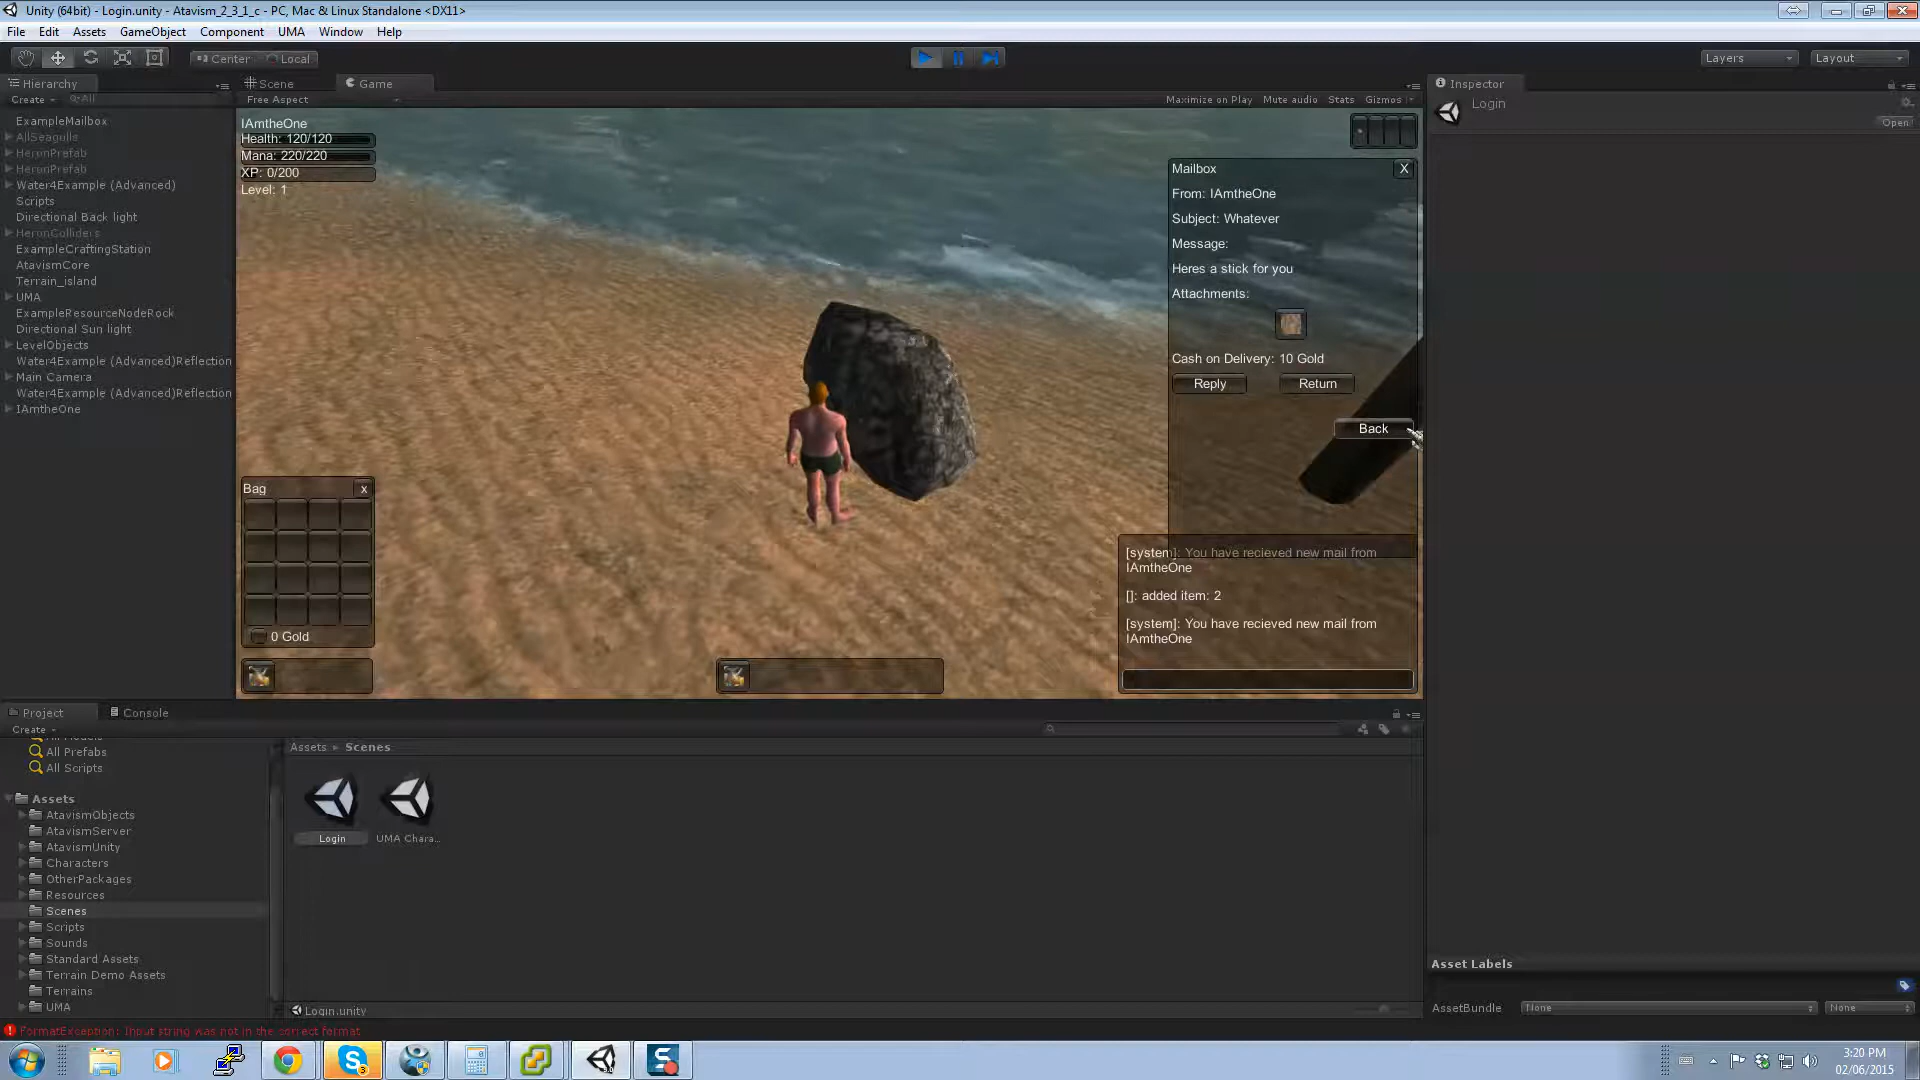 Unity (64bit) - Login.unity - Atavism_2_3_1_c - PC, Mac & Linux Standalone <DX11>
File Edit Assets GameObject Component UMA Window Help
Center Local
Layers
Layout
Hierarchy
Create All
ExampleMailbox
AllSeagulls
HeronPrefab
HeronPrefab
Water4Example (Advanced)
Scripts
Directional Back light
HeronColliders
ExampleCraftingStation
AtavismCore
Terrain_island
UMA
ExampleResourceNodeRock
Directional Sun light
LevelObjects
Water4Example (Advanced)Reflection
Main Camera
Water4Example (Advanced)Reflection
IAmtheOne
Scene Game
Free Aspect
Maximize on Play Mute audio Stats Gizmos
IAmtheOne
Health: 120/120
Mana: 220/220
XP: 0/200
Level: 1
Mailbox X
From: IAmtheOne
Subject: Whatever
Message:
Heres a stick for you
Attachments:
Cash on Delivery: 10 Gold
Reply Return
Back
Bag x
0 Gold
[system]: You have recieved new mail from
IAmtheOne
[]: added item: 2
[system]: You have recieved new mail from
IAmtheOne
Inspector
Login
Open
Project Console
Create
All Models
All Prefabs
All Scripts
Assets
AtavismObjects
AtavismServer
AtavismUnity
Characters
OtherPackages
Resources
Scenes
Scripts
Sounds
Standard Assets
Terrain Demo Assets
Terrains
UMA
Assets Scenes
Login UMA Chara...
Login.unity
Asset Labels
AssetBundle None None
FormatException: Input string was not in the correct format
3:20 PM
02/06/2015